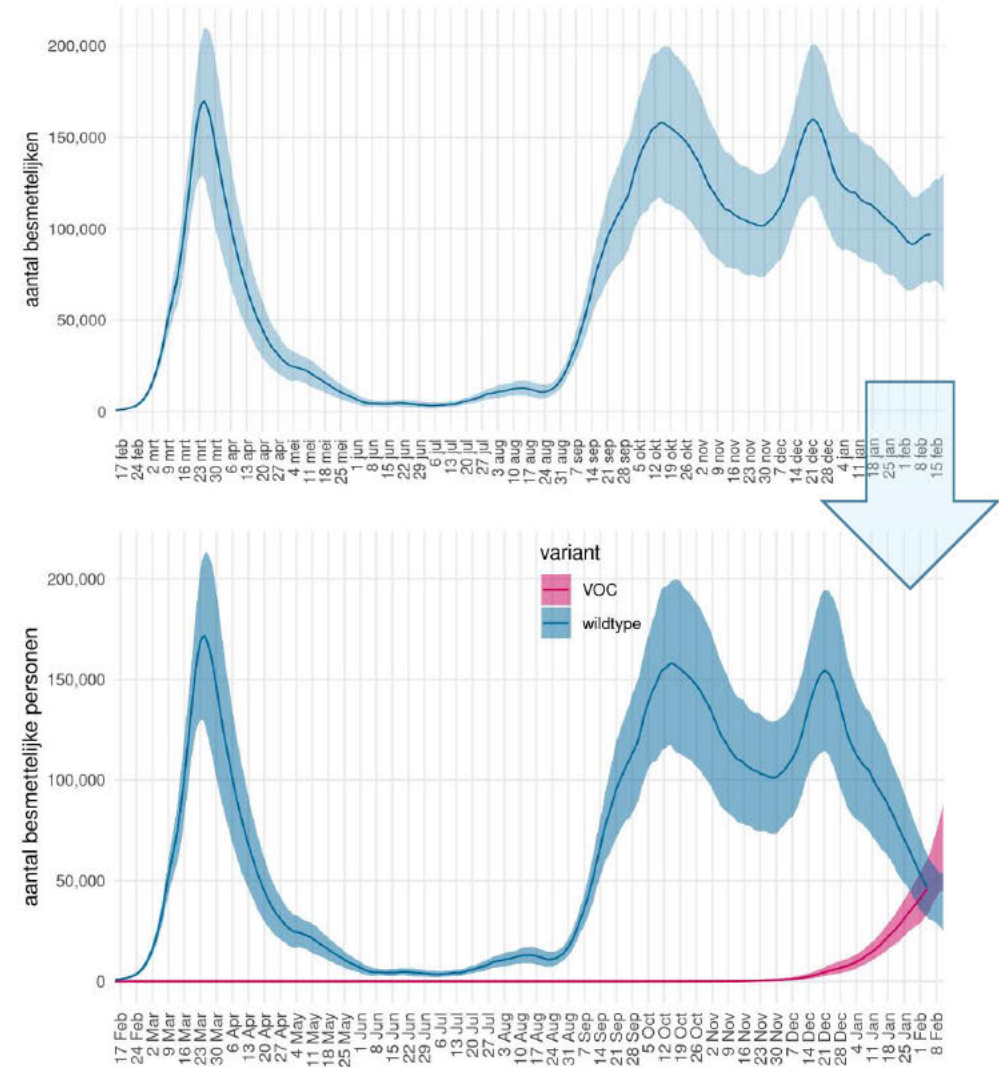 200,000
150,000
100,000
50,000
0
aantal besmettelijken
17 feb
24 feb
2 mrt
9 mrt
16 mrt
23 mrt
30 mrt
6 apr
13 apr
20 apr
27 apr
4 mei
11 mei
18 mei
25 mei
1 jun
8 jun
15 jun
22 jun
29 jun
6 jul
13 jul
20 jul
27 jul
3 aug
10 aug
17 aug
24 aug
31 aug
7 sep
14 sep
21 sep
28 sep
5 okt
12 okt
19 okt
26 okt
2 nov
9 nov
16 nov
23 nov
30 nov
7 dec
14 dec
21 dec
28 dec
4 jan
11 jan
18 jan
25 jan
1 feb
8 feb
15 feb
variant
VOC
wildtype
200,000
150,000
100,000
50,000
0
aantal besmettelijke personen
17 Feb
24 Feb
2 Mar
9 Mar
16 Mar
23 Mar
30 Mar
6 Apr
13 Apr
20 Apr
27 Apr
4 May
11 May
18 May
25 May
1 Jun
8 Jun
15 Jun
22 Jun
29 Jun
6 Jul
13 Jul
20 Jul
27 Jul
3 Aug
10 Aug
17 Aug
24 Aug
31 Aug
7 Sep
14 Sep
21 Sep
28 Sep
5 Oct
12 Oct
19 Oct
26 Oct
2 Nov
9 Nov
16 Nov
23 Nov
30 Nov
7 Dec
14 Dec
21 Dec
28 Dec
4 Jan
11 Jan
18 Jan
25 Jan
1 Feb
8 Feb